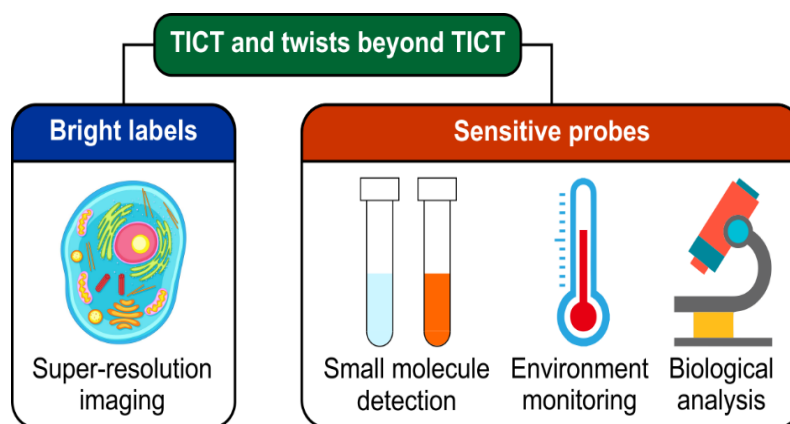 TICT and twists beyond TICT
Bright labels
Sensitive probes
Super-resolution
imaging
Small molecule
detection
Environment
monitoring
Biological
analysis